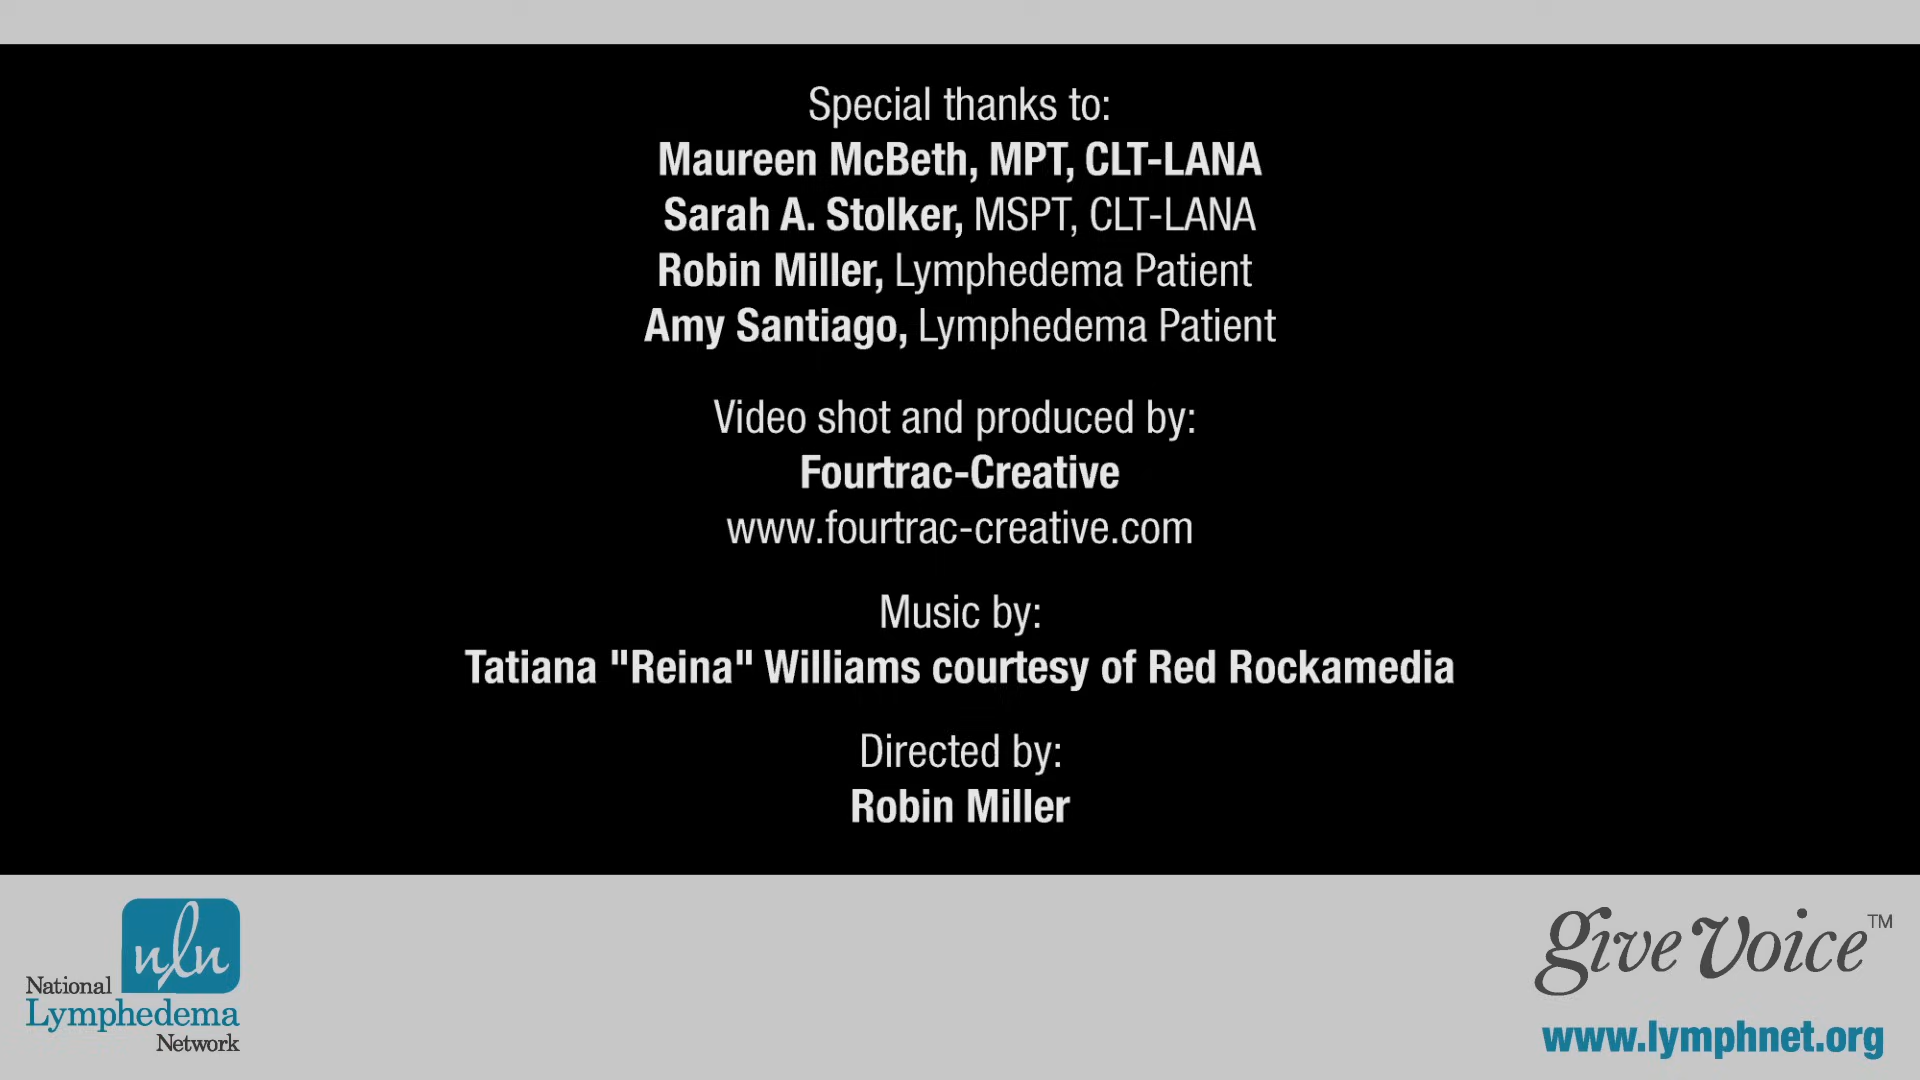 Special thanks to:
Maureen McBeth, MPT, CLT-LANA
Sarah A. Stolker, MSPT, CLT-LANA
Robin Miller, Lymphedema Patient
Amy Santiago, Lymphedema Patient
Video shot and produced by:
Fourtrac-Creative
www.fourtrac-creative.com
Music by:
Tatiana "Reina" Williams courtesy of Red Rockamedia
Directed by:
Robin Miller
nln
National
Lymphedema
Network
give Voice™
www.lymphnet.org